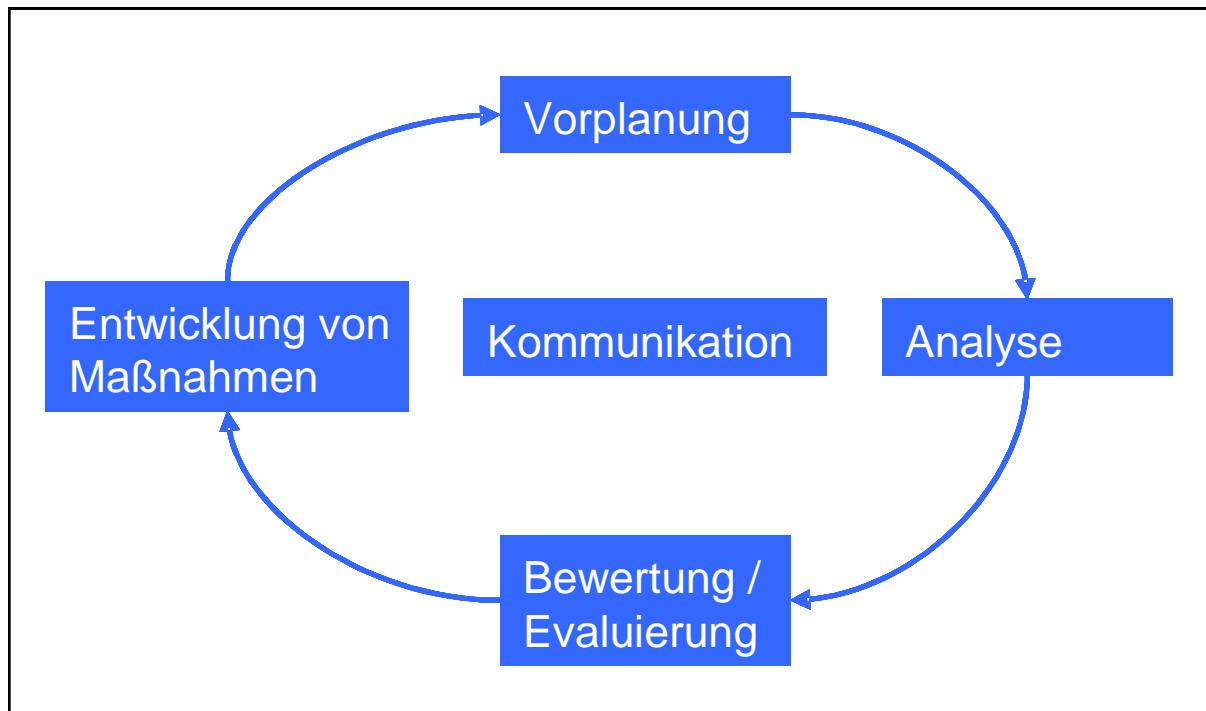 Vorplanung
Entwicklung von
Maßnahmen
Kommunikation
Analyse
Bewertung /
Evaluierung